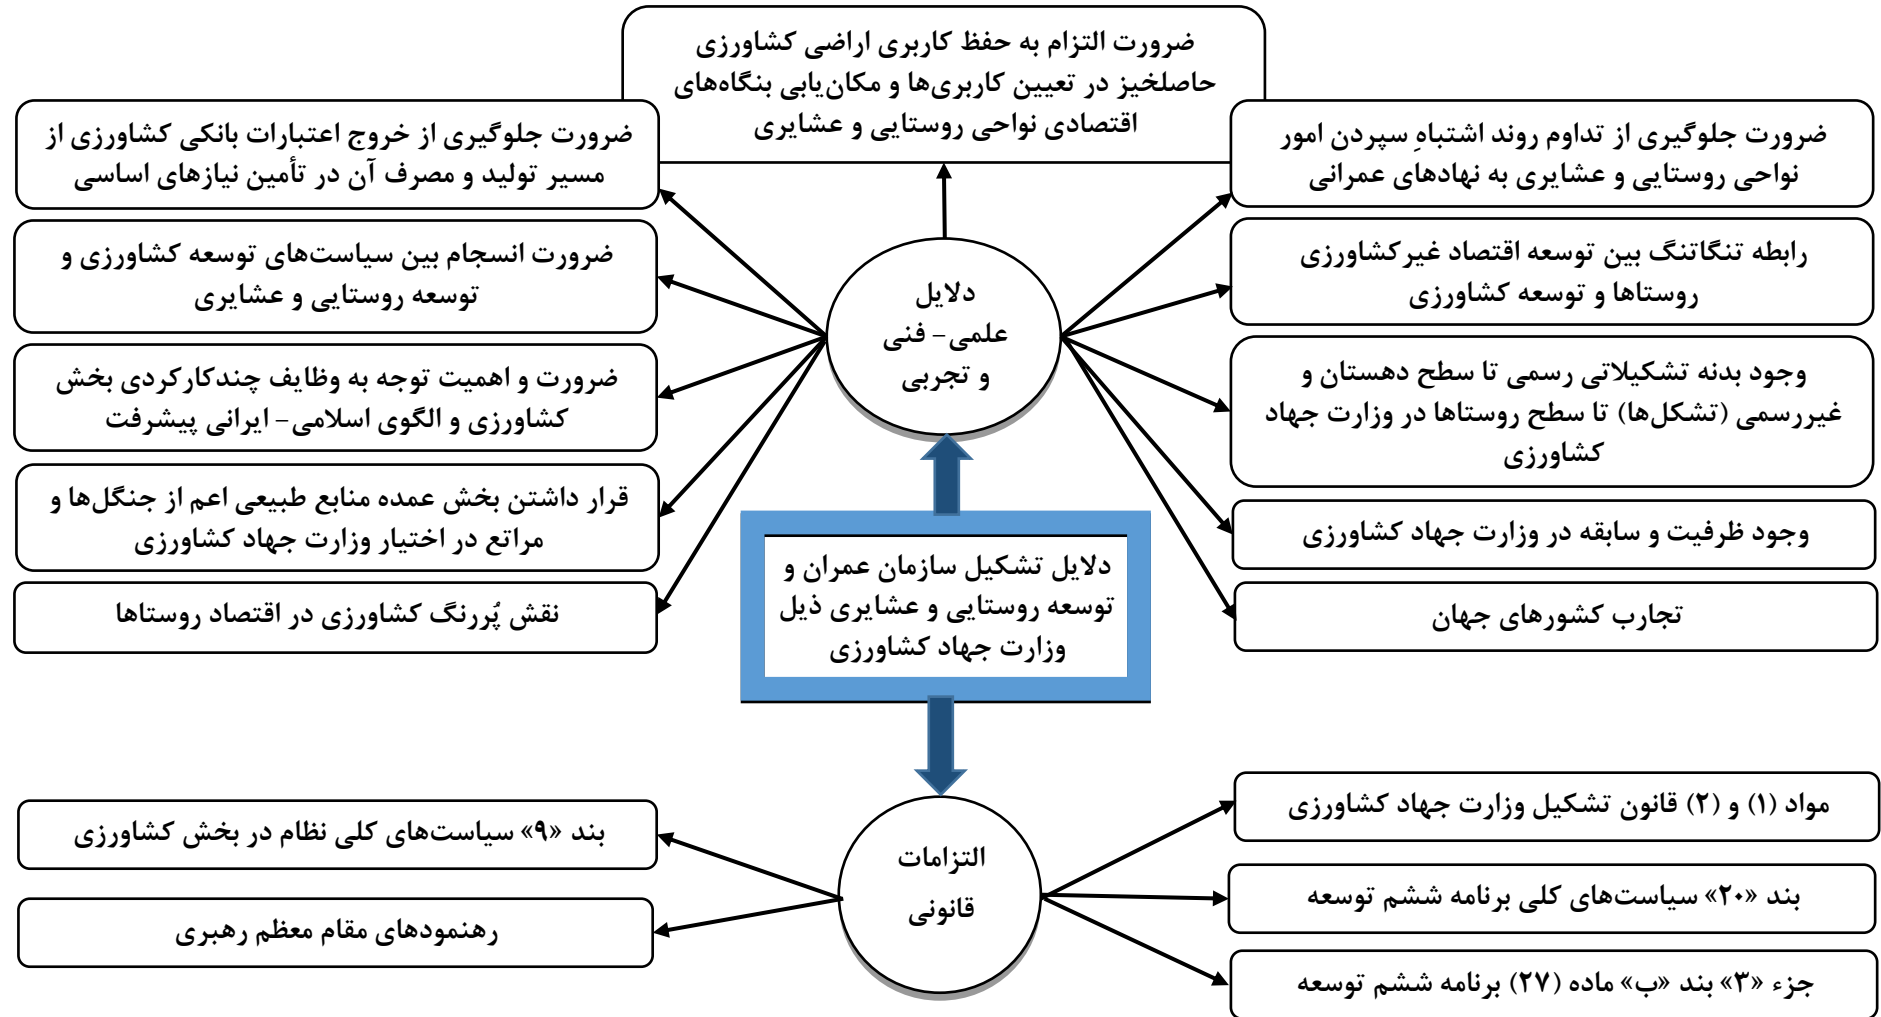 ضرورت التزام به حفظ کاربری اراضی کشاورزی
حاصلخیز در تعیین کاربری‌ها و مکان‌یابی بنگاه‌های
اقتصادی نواحی روستایی و عشایری
ضرورت جلوگیری از تداوم روند اشتباهِ سپردن امور
نواحی روستایی و عشایری به نهادهای عمرانی
رابطه تنگاتنگ بین توسعه اقتصاد غیرکشاورزی
روستاها و توسعه کشاورزی
وجود بدنه تشکیلاتی رسمی تا سطح دهستان و
غیررسمی (تشکل‌ها) تا سطح روستاها در وزارت جهاد
کشاورزی
وجود ظرفیت و سابقه در وزارت جهاد کشاورزی
تجارب کشورهای جهان
دلایل
علمی- فنی
و تجربی
ضرورت جلوگیری از خروج اعتبارات بانکی کشاورزی از
مسیر تولید و مصرف آن در تأمین نیازهای اساسی
ضرورت انسجام بین سیاست‌های توسعه کشاورزی و
توسعه روستایی و عشایری
ضرورت و اهمیت توجه به وظایف چندکارکردی بخش
کشاورزی و الگوی اسلامی- ایرانی پیشرفت
قرار داشتن بخش عمده منابع طبیعی اعم از جنگل‌ها و
مراتع در اختیار وزارت جهاد کشاورزی
نقش پُررنگ کشاورزی در اقتصاد روستاها
دلایل تشکیل سازمان عمران و
توسعه روستایی و عشایری ذیل
وزارت جهاد کشاورزی
مواد (۱) و (۲) قانون تشکیل وزارت جهاد کشاورزی
بند «۲۰» سیاست‌های کلی برنامه ششم توسعه
جزء «۳» بند «ب» ماده (۲۷) برنامه ششم توسعه
التزامات
قانونی
بند «۹» سیاست‌های کلی نظام در بخش کشاورزی
رهنمودهای مقام معظم رهبری